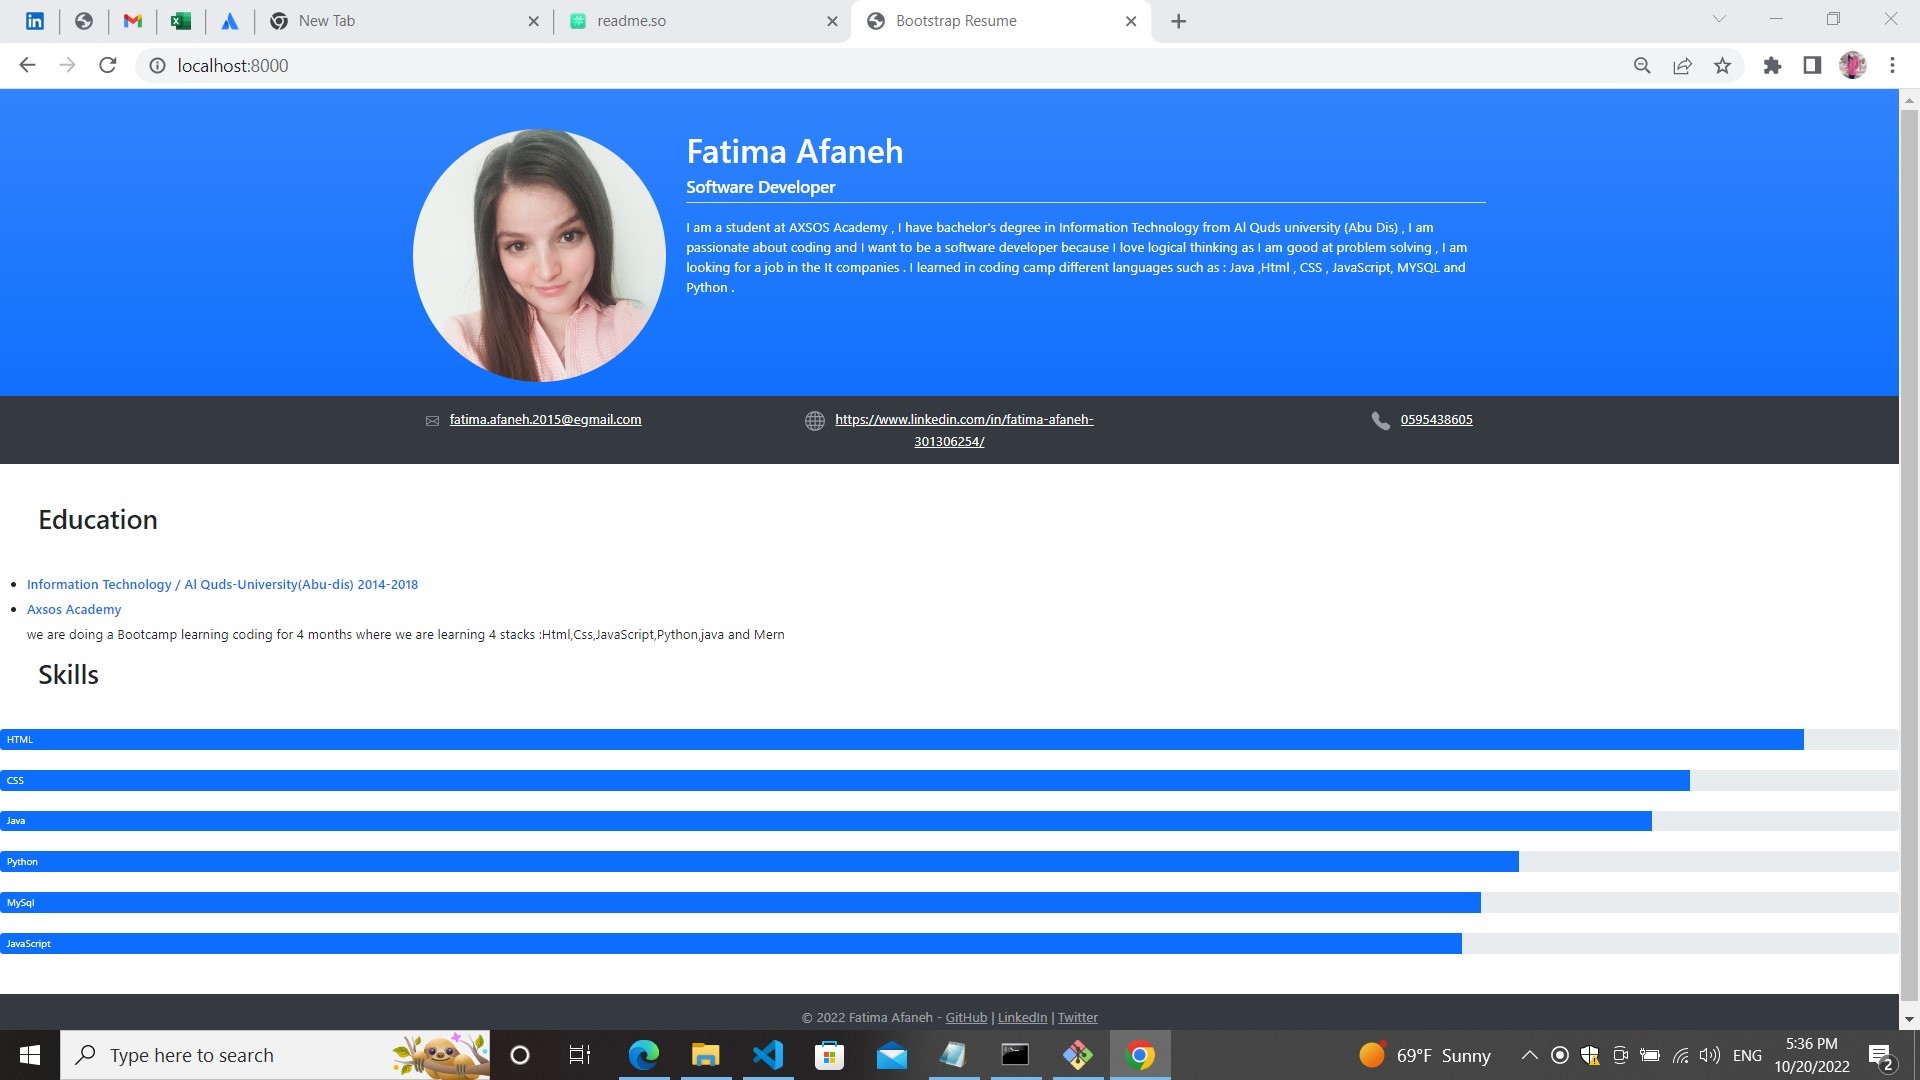 New Tab
readme.so
Bootstrap Resume
localhost:8000
Fatima Afaneh
Software Developer
I am a student at AXSOS Academy , I have bachelor's degree in Information Technology from Al Quds university (Abu Dis) , I am
passionate about coding and I want to be a software developer because I love logical thinking as I am good at problem solving , I am
looking for a job in the It companies . I learned in coding camp different languages such as : Java ,Html , CSS , JavaScript, MYSQL and
Python .
fatima.afaneh.2015@egmail.com
https://www.linkedin.com/in/fatima-afaneh-
301306254/
0595438605
Education
Information Technology / Al Quds-University(Abu-dis) 2014-2018
Axsos Academy
we are doing a Bootcamp learning coding for 4 months where we are learning 4 stacks :Html,Css,JavaScript,Python,java and Mern
Skills
HTML
CSS
Java
Python
MySql
JavaScript
© 2022 Fatima Afaneh - GitHub | LinkedIn | Twitter
Type here to search
69°F Sunny
ENG
5:36 PM
10/20/2022
2